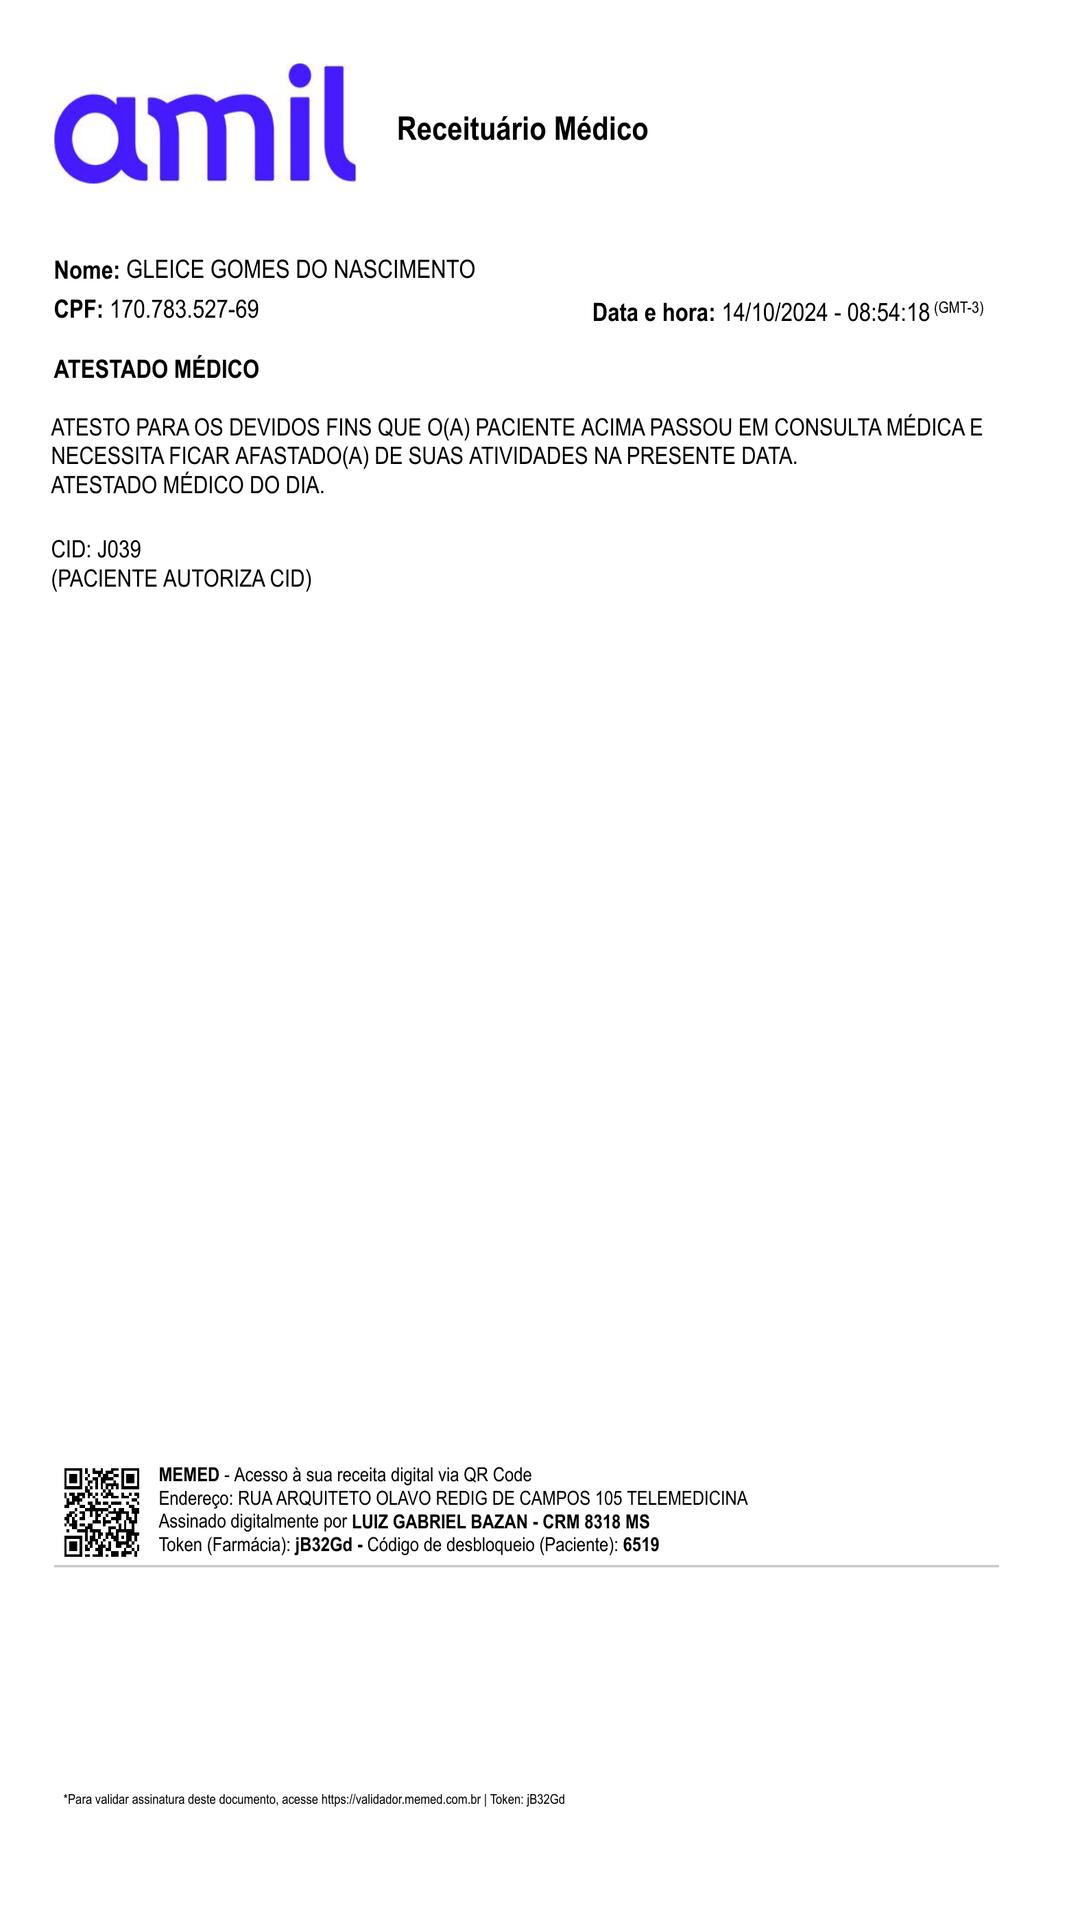 amil
Receituário Médico
Nome: GLEICE GOMES DO NASCIMENTO
CPF: 170.783.527-69
Data e hora: 14/10/2024 - 08:54:18 (GMT-3)
ATESTADO MÉDICO
ATESTO PARA OS DEVIDOS FINS QUE O(A) PACIENTE ACIMA PASSOU EM CONSULTA MÉDICA E
NECESSITA FICAR AFASTADO(A) DE SUAS ATIVIDADES NA PRESENTE DATA.
ATESTADO MÉDICO DO DIA.
CID: J039
(PACIENTE AUTORIZA CID)
MEMED - Acesso à sua receita digital via QR Code
Endereço: RUA ARQUITETO OLAVO REDIG DE CAMPOS 105 TELEMEDICINA
Assinado digitalmente por LUIZ GABRIEL BAZAN - CRM 8318 MS
Token (Farmácia): jB32Gd - Código de desbloqueio (Paciente): 6519
*Para validar assinatura deste documento, acesse https://validador.memed.com.br | Token: jB32Gd